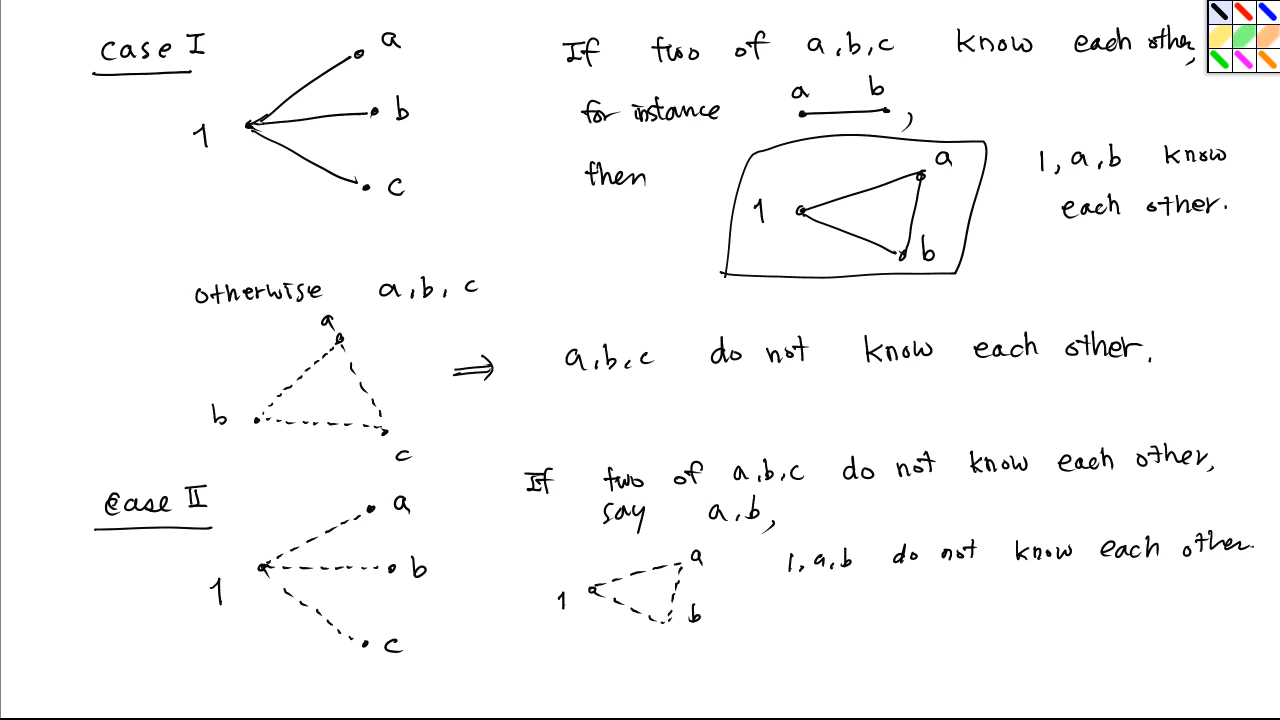 Case I
a
b
1
c
If two of a, b, c know each other,
for instance a b ,
then
1
a
b
1, a, b know
each other.
otherwise a, b, c
a
b
c
⇒ a, b, c do not know each other.
Case II
a
b
1
c
If two of a, b, c do not know each other,
say a, b,
1
a
b
1, a, b do not know each other.